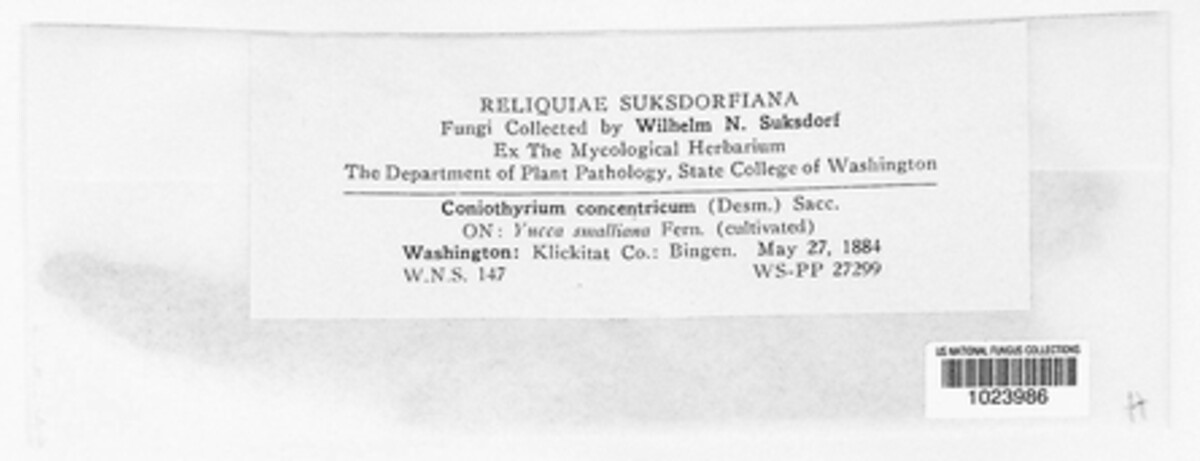 RELIQUIAE SUKSDORFIANA
Fungi Collected by Wilhelm N. Suksdorf
Ex The Mycological Herbarium
The Department of Plant Pathology, State College of Washington
Coniothyrium concentricum (Desm.) Sacc.
ON: Yucca smalliana Fern. (cultivated)
Washington: Klickitat Co.: Bingen. May 27, 1884
W.N.S. 147 WS-PP 27299
US NATIONAL FUNGUS COLLECTIONS
1023986
H